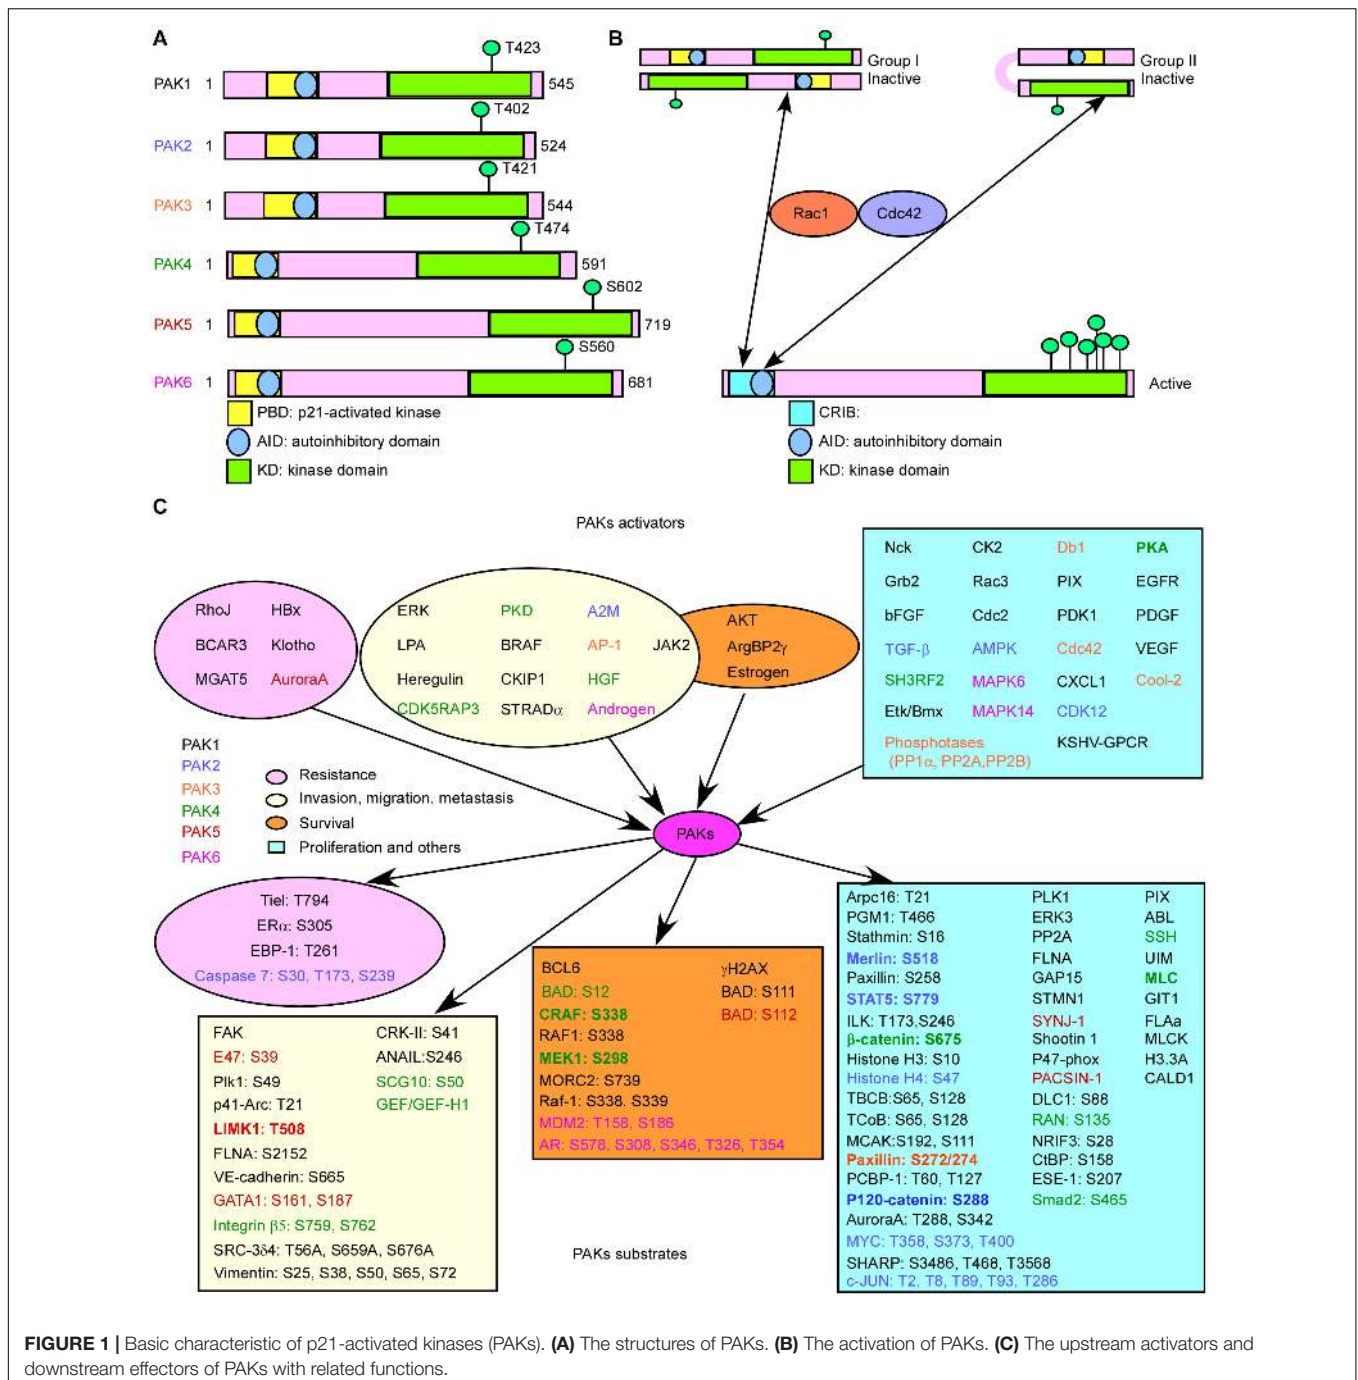 A
T423
PAK1 1
545
T402
PAK2 1
524
T421
PAK3 1
544
T474
PAK4 1
591
S602
PAK5 1
719
S560
PAK6 1
681
PBD: p21-activated kinase
AID: autoinhibitory domain
KD: kinase domain
B
Group I
Inactive
Group II
Inactive
Rac1
Cdc42
Active
CRIB:
AID: autoinhibitory domain
KD: kinase domain
C
PAKs activators
RhoJ HBx
BCAR3 Klotho
MGAT5 AuroraA
ERK PKD A2M
LPA BRAF AP-1 JAK2
Heregulin CKIP1 HGF
CDK5RAP3 STRADα Androgen
AKT
ArgBP2γ
Estrogen
Nck CK2 Db1 PKA
Grb2 Rac3 PIX EGFR
bFGF Cdc2 PDK1 PDGF
TGF-β AMPK Cdc42 VEGF
SH3RF2 MAPK6 CXCL1 Cool-2
Etk/Bmx MAPK14 CDK12
Phosphotases KSHV-GPCR
(PP1α, PP2A,PP2B)
PAK1
PAK2
PAK3
PAK4
PAK5
PAK6
Resistance
Invasion, migration, metastasis
Survival
Proliferation and others
PAKs
Tiel: T794
ERα: S305
EBP-1: T261
Caspase 7: S30, T173, S239
FAK CRK-II: S41
E47: S39 ANAIL:S246
Plk1: S49 SCG10: S50
p41-Arc: T21 GEF/GEF-H1
LIMK1: T508
FLNA: S2152
VE-cadherin: S665
GATA1: S161, S187
Integrin β5: S759, S762
SRC-3δ4: T56A, S659A, S676A
Vimentin: S25, S38, S50, S65, S72
BCL6 γH2AX
BAD: S12 BAD: S111
CRAF: S338 BAD: S112
RAF1: S338
MEK1: S298
MORC2: S739
Raf-1: S338. S339
MDM2: T158, S186
AR: S578, S308, S346, T326, T354
Arpc16: T21 PLK1 PIX
PGM1: T466 ERK3 ABL
Stathmin: S16 PP2A SSH
Merlin: S518 FLNA UIM
Paxillin: S258 GAP15 MLC
STAT5: S779 STMN1 GIT1
ILK: T173,S246 SYNJ-1 FLAa
β-catenin: S675 Shootin 1 MLCK
Histone H3: S10 P47-phox H3.3A
Histone H4: S47 PACSIN-1 CALD1
TBCB:S65, S128 DLC1: S88
TCoB: S65, S128 RAN: S135
MCAK:S192, S111 NRIF3: S28
Paxillin: S272/274 CtBP: S158
PCBP-1: T60, T127 ESE-1: S207
P120-catenin: S288 Smad2: S465
AuroraA: T288, S342
MYC: T358, S373, T400
SHARP: S3486, T468, T3568
c-JUN: T2, T8, T89, T93, T286
PAKs substrates
FIGURE 1 | Basic characteristic of p21-activated kinases (PAKs). (A) The structures of PAKs. (B) The activation of PAKs. (C) The upstream activators and
downstream effectors of PAKs with related functions.